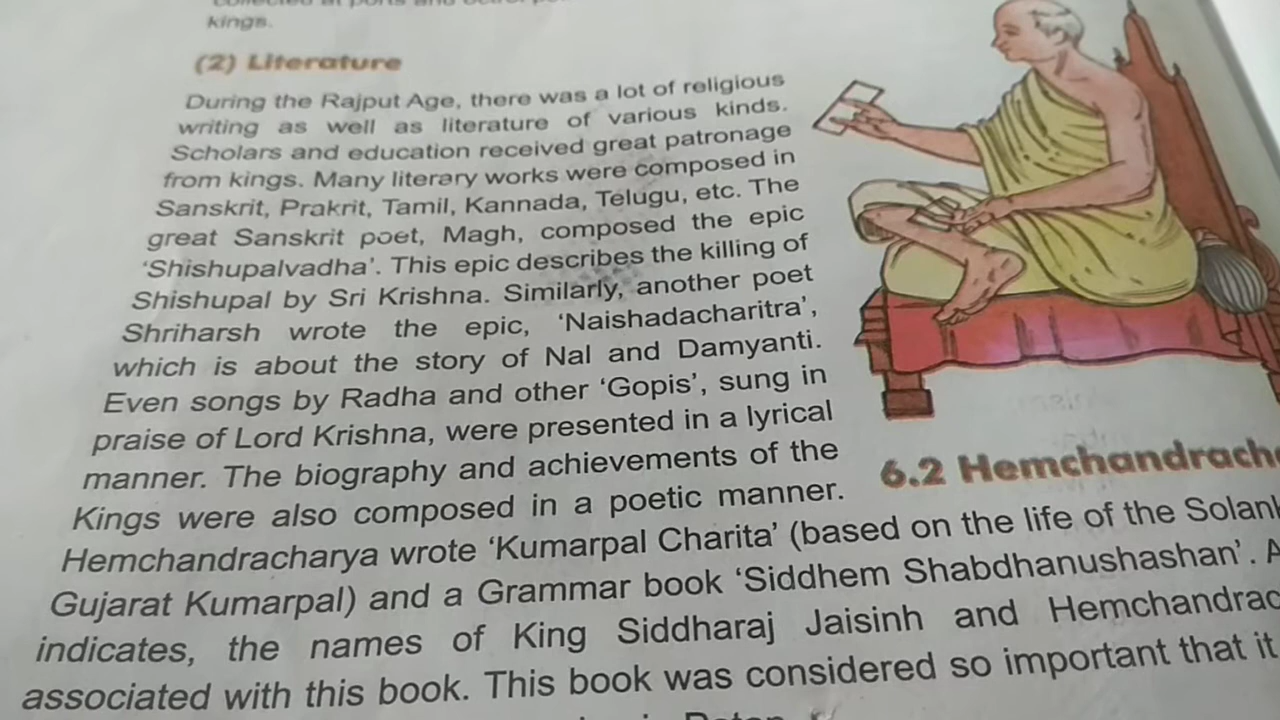 kings.
(2) Literature
During the Rajput Age, there was a lot of religious
writing as well as literature of various kinds.
Scholars and education received great patronage
from kings. Many literary works were composed in
Sanskrit, Prakrit, Tamil, Kannada, Telugu, etc. The
great Sanskrit poet, Magh, composed the epic
‘Shishupalvadha’. This epic describes the killing of
Shishupal by Sri Krishna. Similarly, another poet
Shriharsh wrote the epic, ‘Naishadacharitra’,
which is about the story of Nal and Damyanti.
Even songs by Radha and other ‘Gopis’, sung in
praise of Lord Krishna, were presented in a lyrical
manner. The biography and achievements of the
Kings were also composed in a poetic manner.
6.2 Hemchandrach
Hemchandracharya wrote ‘Kumarpal Charita’ (based on the life of the Solank
Gujarat Kumarpal) and a Grammar book ‘Siddhem Shabdhanushashan’. A
indicates, the names of King Siddharaj Jaisinh and Hemchandrac
associated with this book. This book was considered so important that it